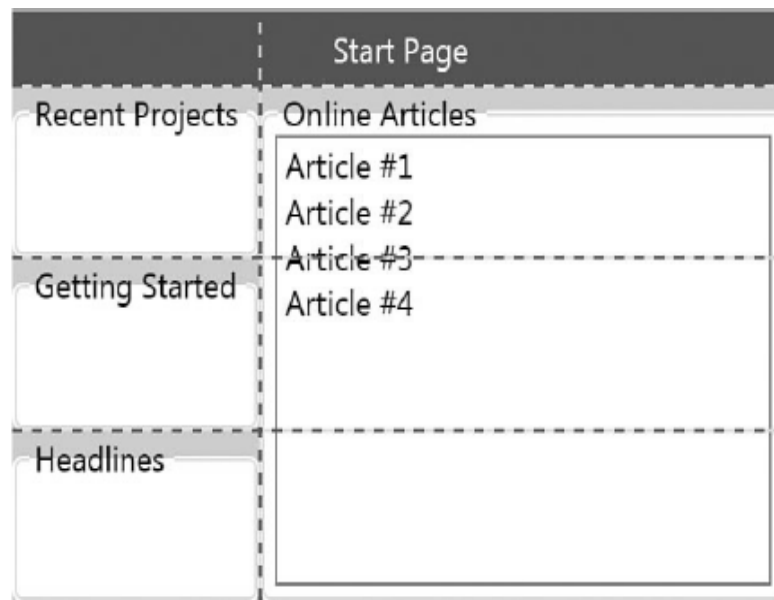 Start Page
Recent Projects
Online Articles
Article #1
Article #2
Article #3
Article #4
Getting Started
Headlines